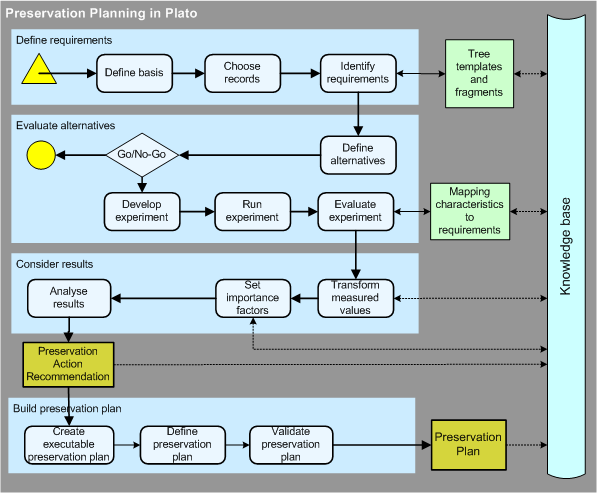 Preservation Planning in Plato
Define requirements
Define basis
Choose
records
Identify
requirements
Tree
templates
and
fragments
Evaluate alternatives
Go/No-Go
Define
alternatives
Develop
experiment
Run
experiment
Evaluate
experiment
Mapping
characteristics
to
requirements
Knowledge base
Consider results
Analyse
results
Set
importance
factors
Transform
measured
values
Preservation
Action
Recommendation
Build preservation plan
Create
executable
preservation plan
Define
preservation
plan
Validate
preservation
plan
Preservation
Plan